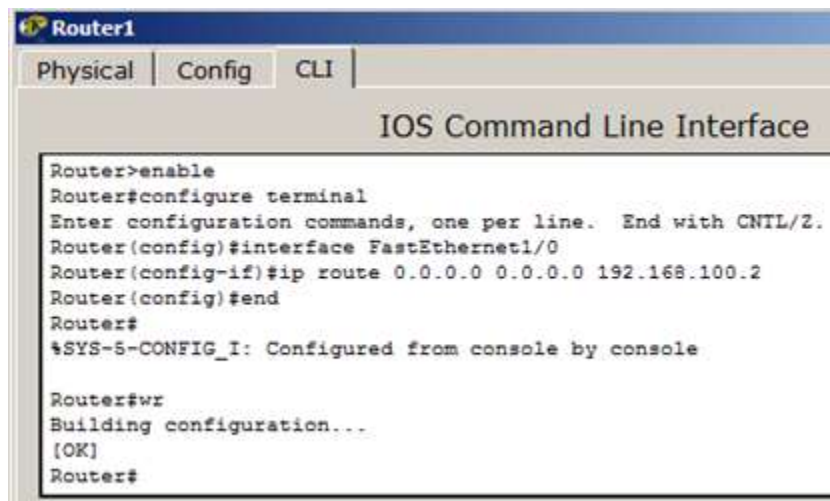 Router1
Physical Config CLI
IOS Command Line Interface
Router>enable
Router#configure terminal
Enter configuration commands, one per line.  End with CNTL/Z.
Router(config)#interface FastEthernet1/0
Router(config-if)#ip route 0.0.0.0 0.0.0.0 192.168.100.2
Router(config)#end
Router#
%SYS-5-CONFIG_I: Configured from console by console
Router#wr
Building configuration...
[OK]
Router#